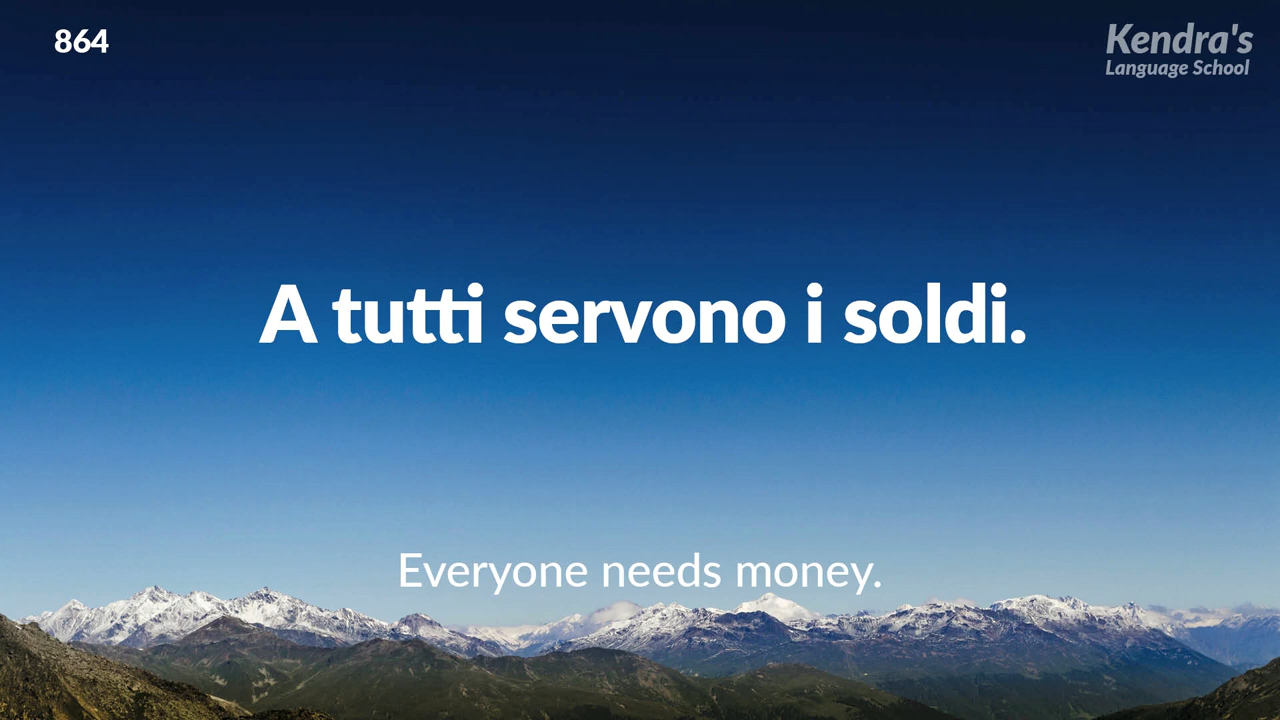 864
Kendra's
Language School
A tutti servono i soldi.
Everyone needs money.